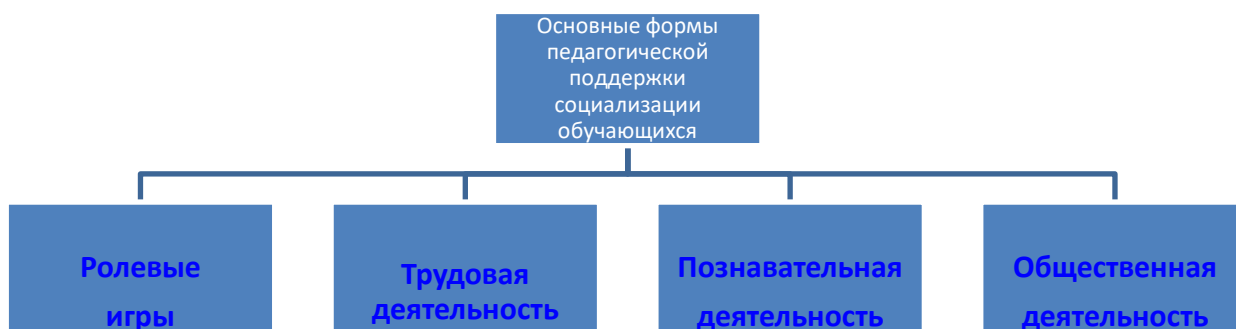 Основные формы
педагогической
поддержки
социализации
обучающихся
Ролевые
игры
Трудовая
деятельность
Познавательная
деятельность
Общественная
деятельность